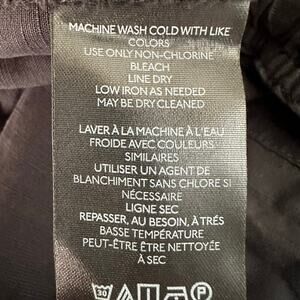 MACHINE WASH COLD WITH LIKE
COLORS
USE ONLY NON-CHLORINE
BLEACH
LINE DRY
LOW IRON AS NEEDED
MAY BE DRY CLEANED
LAVER À LA MACHINE À L'EAU
FROIDE AVEC COULEURS
SIMILAIRES
UTILISER UN AGENT DE
BLANCHIMENT SANS CHLORE SI
NÉCESSAIRE
LIGNE SEC
REPASSER, AU BESOIN, À TRÉS
BASSE TEMPÉRATURE
PEUT-ÊTRE ÊTRE NETTOYÉE
À SEC
30 P